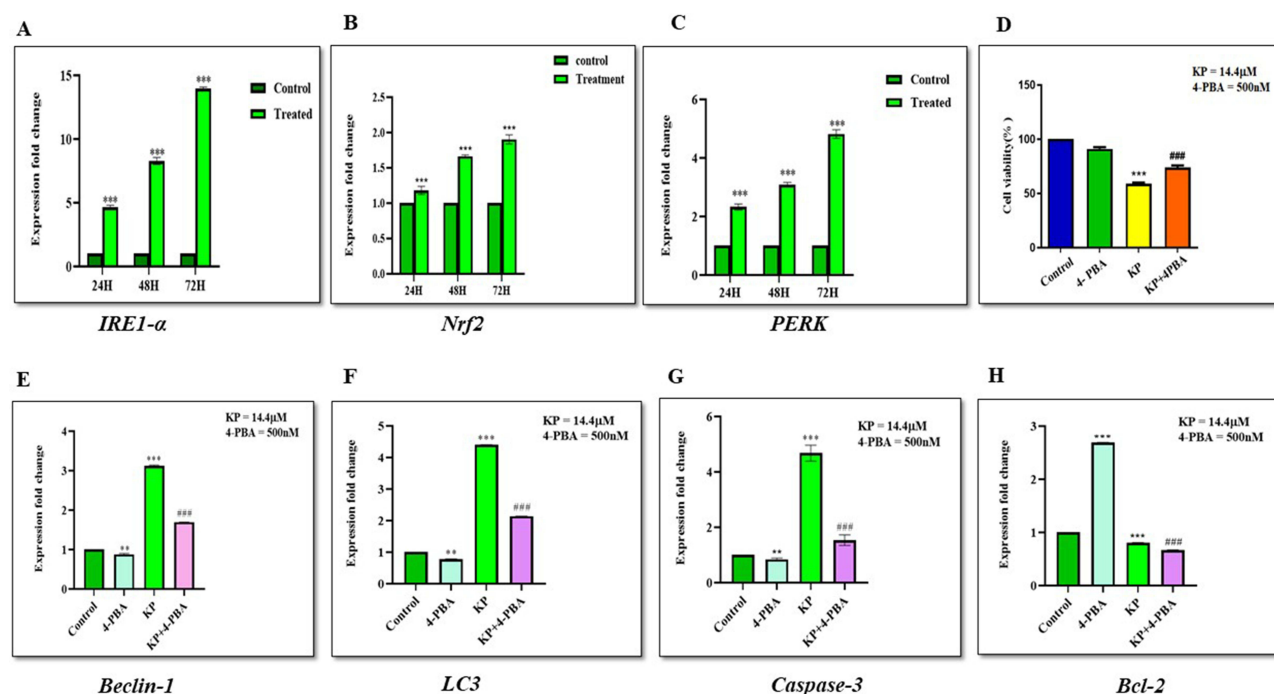 A
Expression fold change
15
10
5
0
***
***
***
24H
48H
72H
Control
Treated
IRE1-α
B
Expression fold change
2.5
2.0
1.5
1.0
0.5
0.0
***
***
***
24H
48H
72H
control
Treatment
Nrf2
C
Expression fold change
6
4
2
0
***
***
***
24H
48H
72H
Control
Treated
PERK
D
KP = 14.4μM
4-PBA = 500nM
Cell viability(% )
150
100
50
0
***
###
Control
4- PBA
KP
KP+4PBA
E
KP = 14.4μM
4-PBA = 500nM
Expression fold change
4
3
2
1
0
**
***
###
Control
4-PBA
KP
KP+4-PBA
Beclin-1
F
KP = 14.4μM
4-PBA = 500nM
Expression fold change
5
4
3
2
1
0
**
***
###
Control
4-PBA
KP
KP+4-PBA
LC3
G
KP = 14.4μM
4-PBA = 500nM
Expression fold change
6
4
2
0
**
***
###
Control
4-PBA
KP
KP+4-PBA
Caspase-3
H
KP = 14.4μM
4-PBA = 500nM
Expression fold change
3
2
1
0
***
***
###
Control
4-PBA
KP
KP+4-PBA
Bcl-2